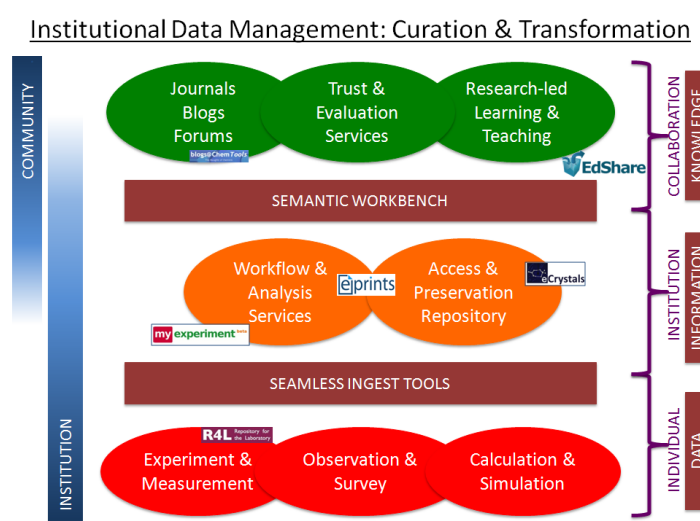 Institutional Data Management: Curation & Transformation
COMMUNITY
INSTITUTION
Journals
Blogs
Forums
blogs@ChemTools
Trust &
Evaluation
Services
Research-led
Learning &
Teaching
EdShare
SEMANTIC WORKBENCH
Workflow &
Analysis
Services
myexperiment beta
eprints
Access &
Preservation
Repository
eCrystals
SEAMLESS INGEST TOOLS
R4L Repository for
the Laboratory
Experiment &
Measurement
Observation &
Survey
Calculation &
Simulation
COLLABORATION
KNOWLEDGE
INSTITUTION
INFORMATION
INDIVIDUAL
DATA